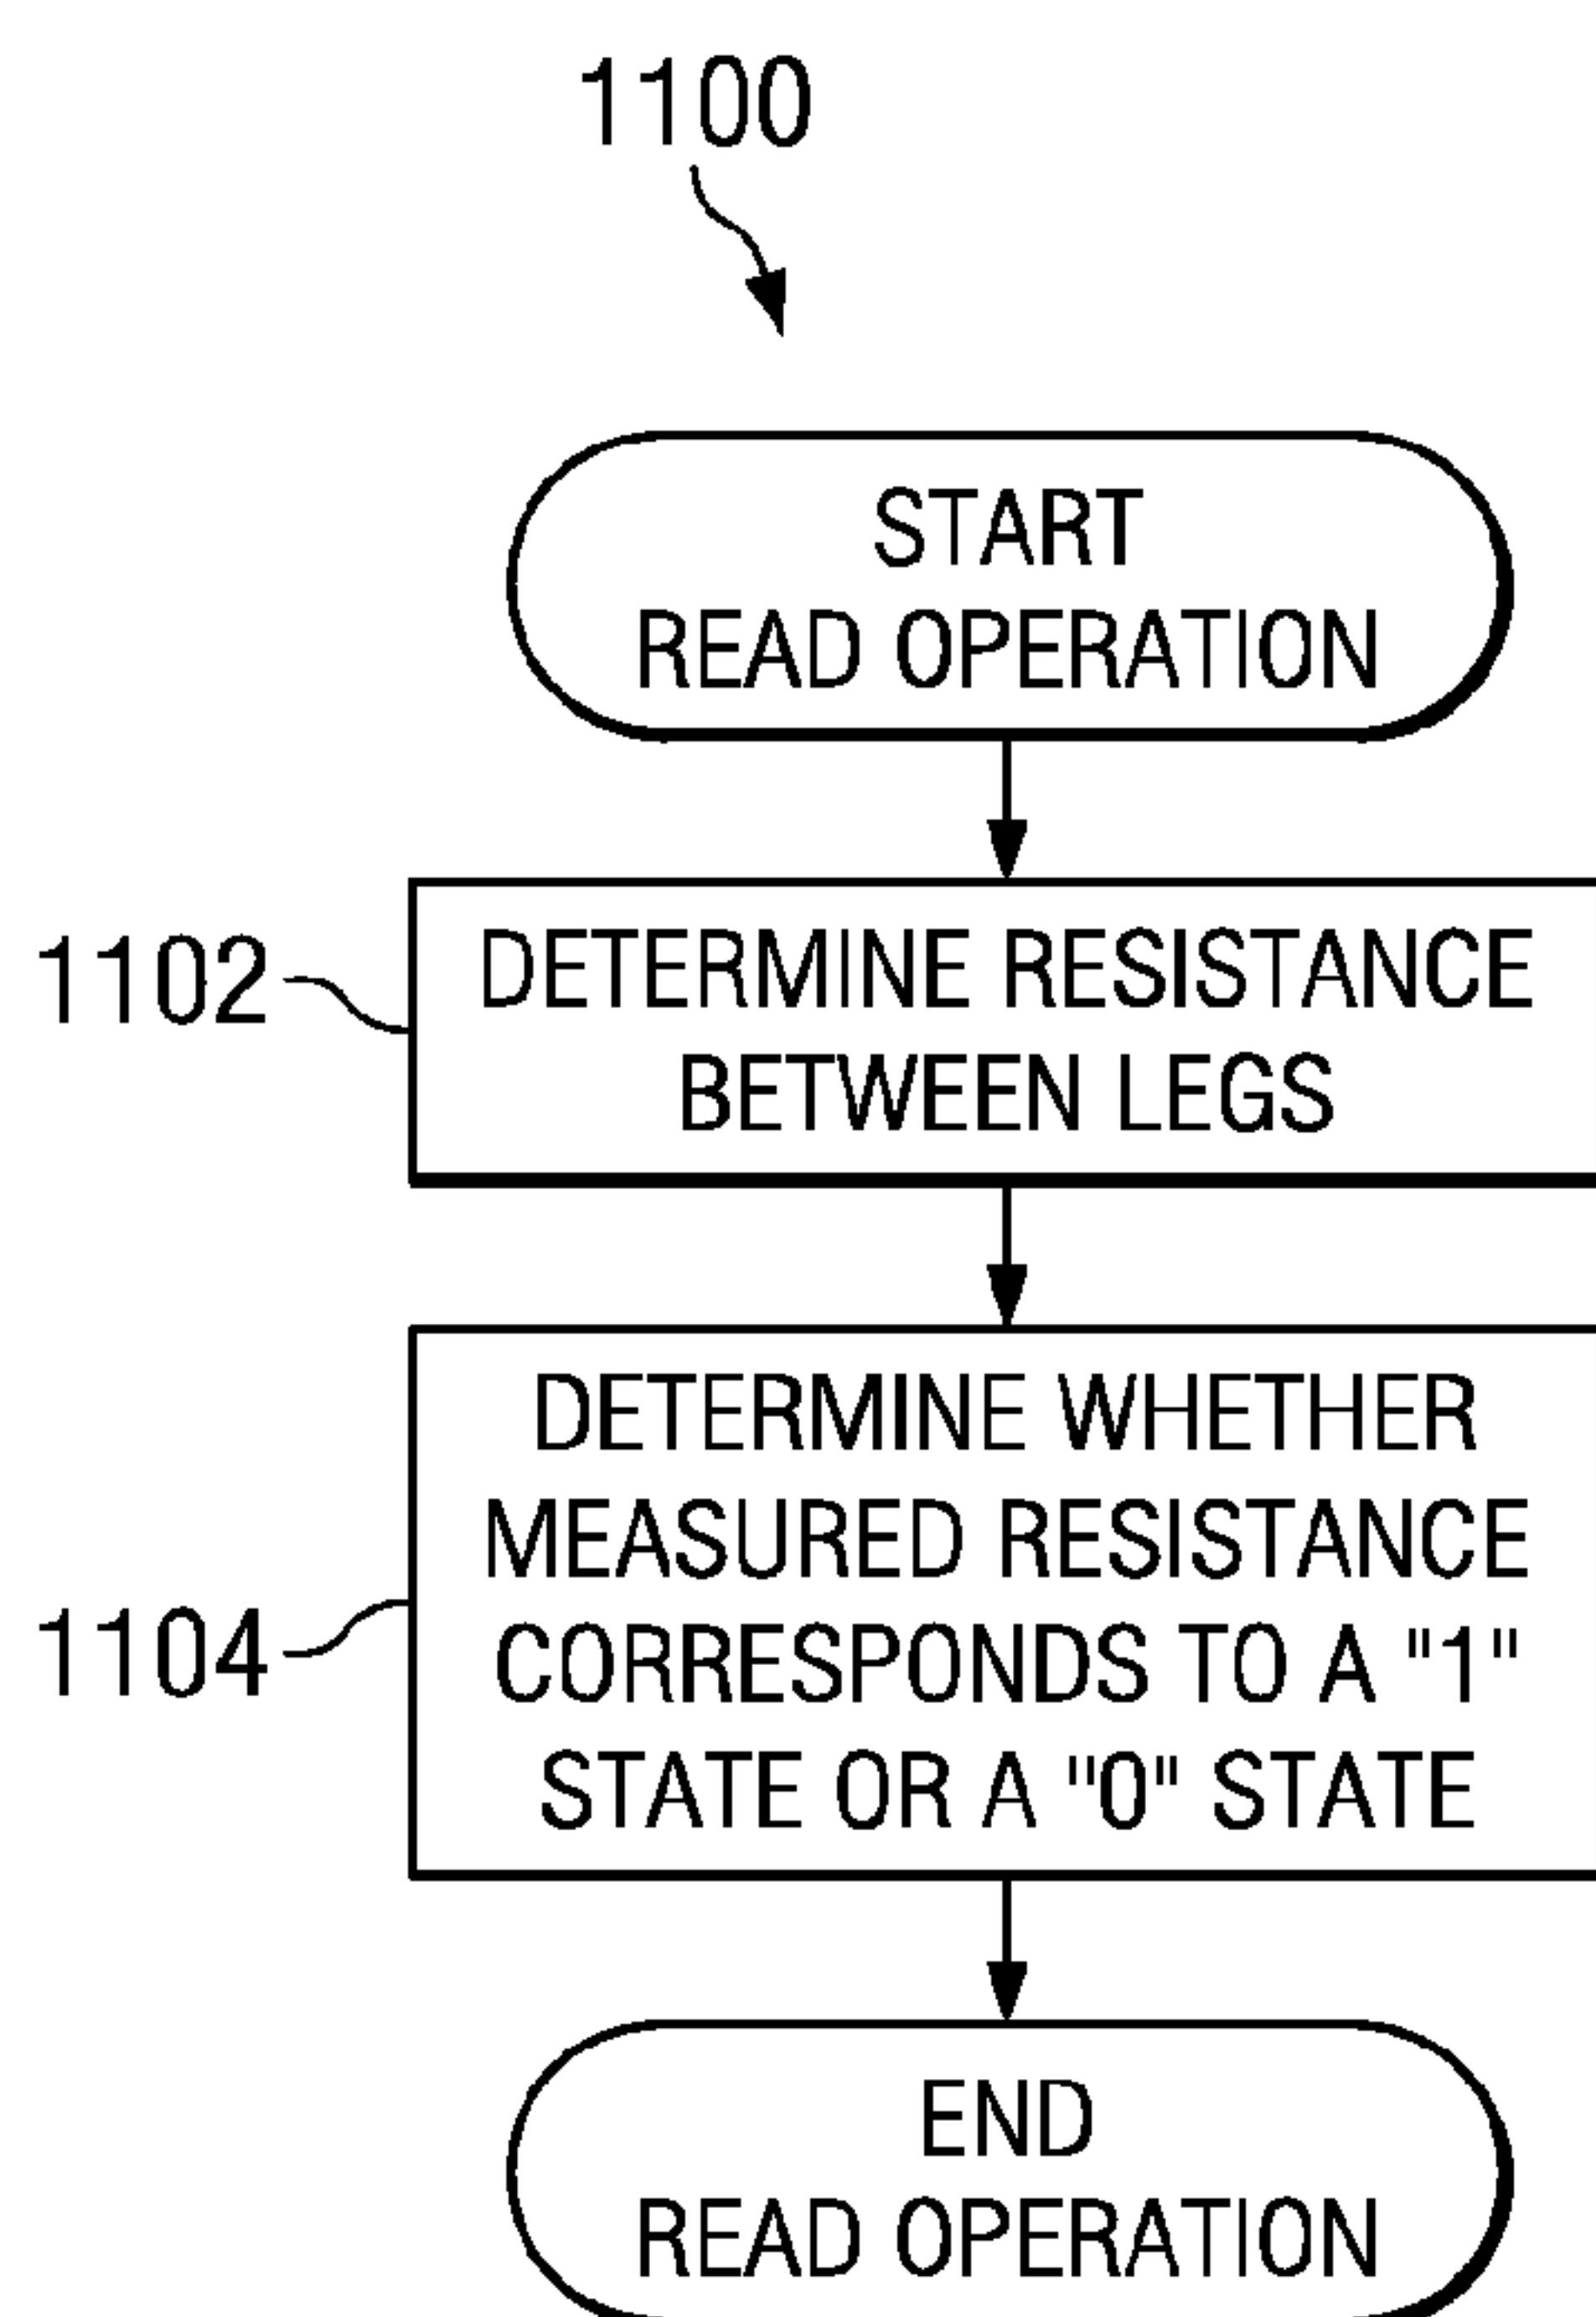 1100
START
READ OPERATION
1102
DETERMINE RESISTANCE
BETWEEN LEGS
1104
DETERMINE WHETHER
MEASURED RESISTANCE
CORRESPONDS TO A "1"
STATE OR A "0" STATE
END
READ OPERATION